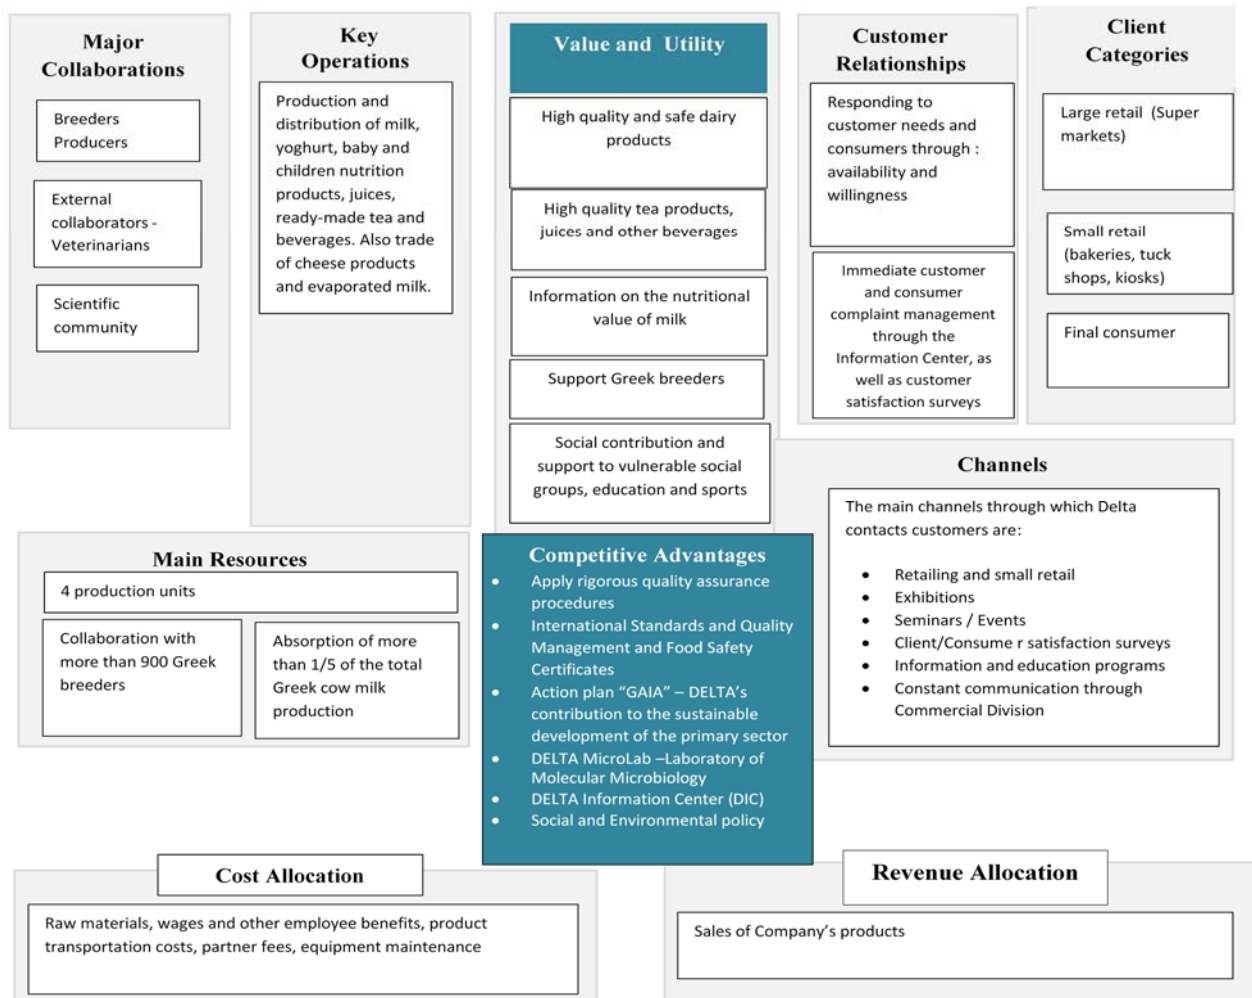 Major
Collaborations
Breeders
Producers
External
collaborators -
Veterinarians
Scientific
community
Key
Operations
Production and
distribution of milk,
yoghurt, baby and
children nutrition
products, juices,
ready-made tea and
beverages. Also trade
of cheese products
and evaporated milk.
Value and Utility
High quality and safe dairy
products
High quality tea products,
juices and other beverages
Information on the nutritional
value of milk
Support Greek breeders
Social contribution and
support to vulnerable social
groups, education and sports
Customer
Relationships
Responding to
customer needs and
consumers through :
availability and
willingness
Immediate customer
and consumer
complaint management
through the
Information Center, as
well as customer
satisfaction surveys
Client
Categories
Large retail (Super
markets)
Small retail
(bakeries, tuck
shops, kiosks)
Final consumer
Main Resources
4 production units
Collaboration with
more than 900 Greek
breeders
Absorption of more
than 1/5 of the total
Greek cow milk
production
Competitive Advantages
• Apply rigorous quality assurance
procedures
• International Standards and Quality
Management and Food Safety
Certificates
• Action plan “GAIA” – DELTA’s
contribution to the sustainable
development of the primary sector
• DELTA MicroLab –Laboratory of
Molecular Microbiology
• DELTA Information Center (DIC)
• Social and Environmental policy
Channels
The main channels through which Delta
contacts customers are:
• Retailing and small retail
• Exhibitions
• Seminars / Events
• Client/Consume r satisfaction surveys
• Information and education programs
• Constant communication through
Commercial Division
Cost Allocation
Raw materials, wages and other employee benefits, product
transportation costs, partner fees, equipment maintenance
Revenue Allocation
Sales of Company’s products